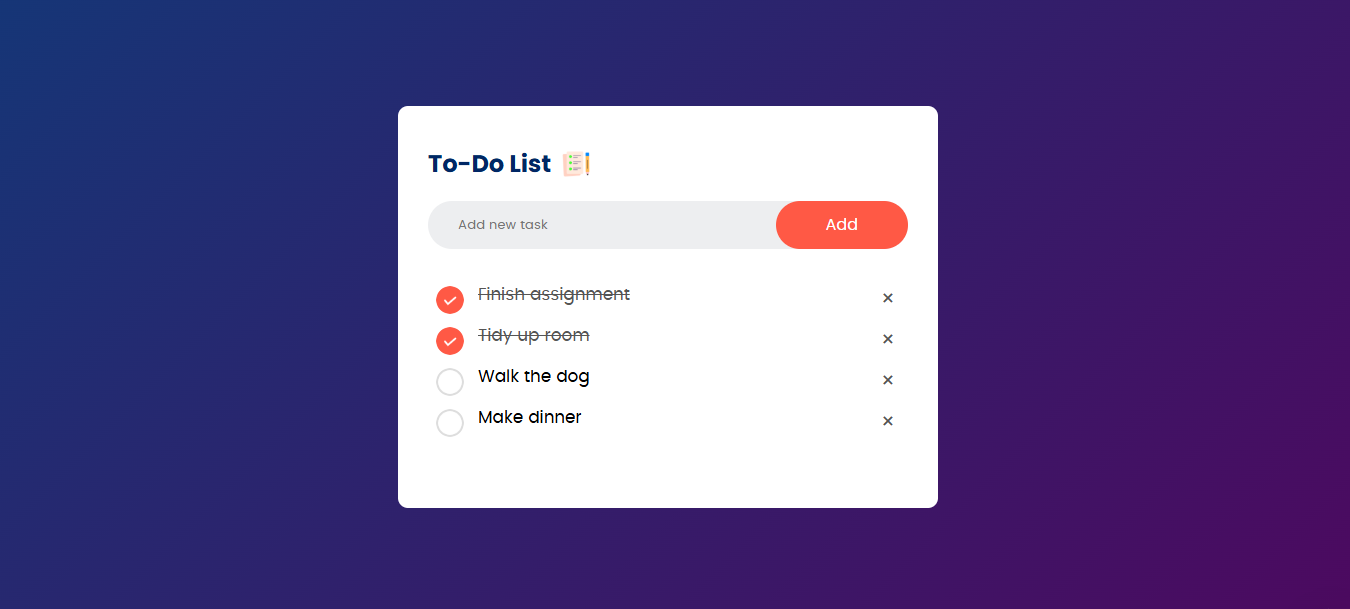 To-Do List
Add new task
Add
Finish assignment
Tidy up room
Walk the dog
Make dinner